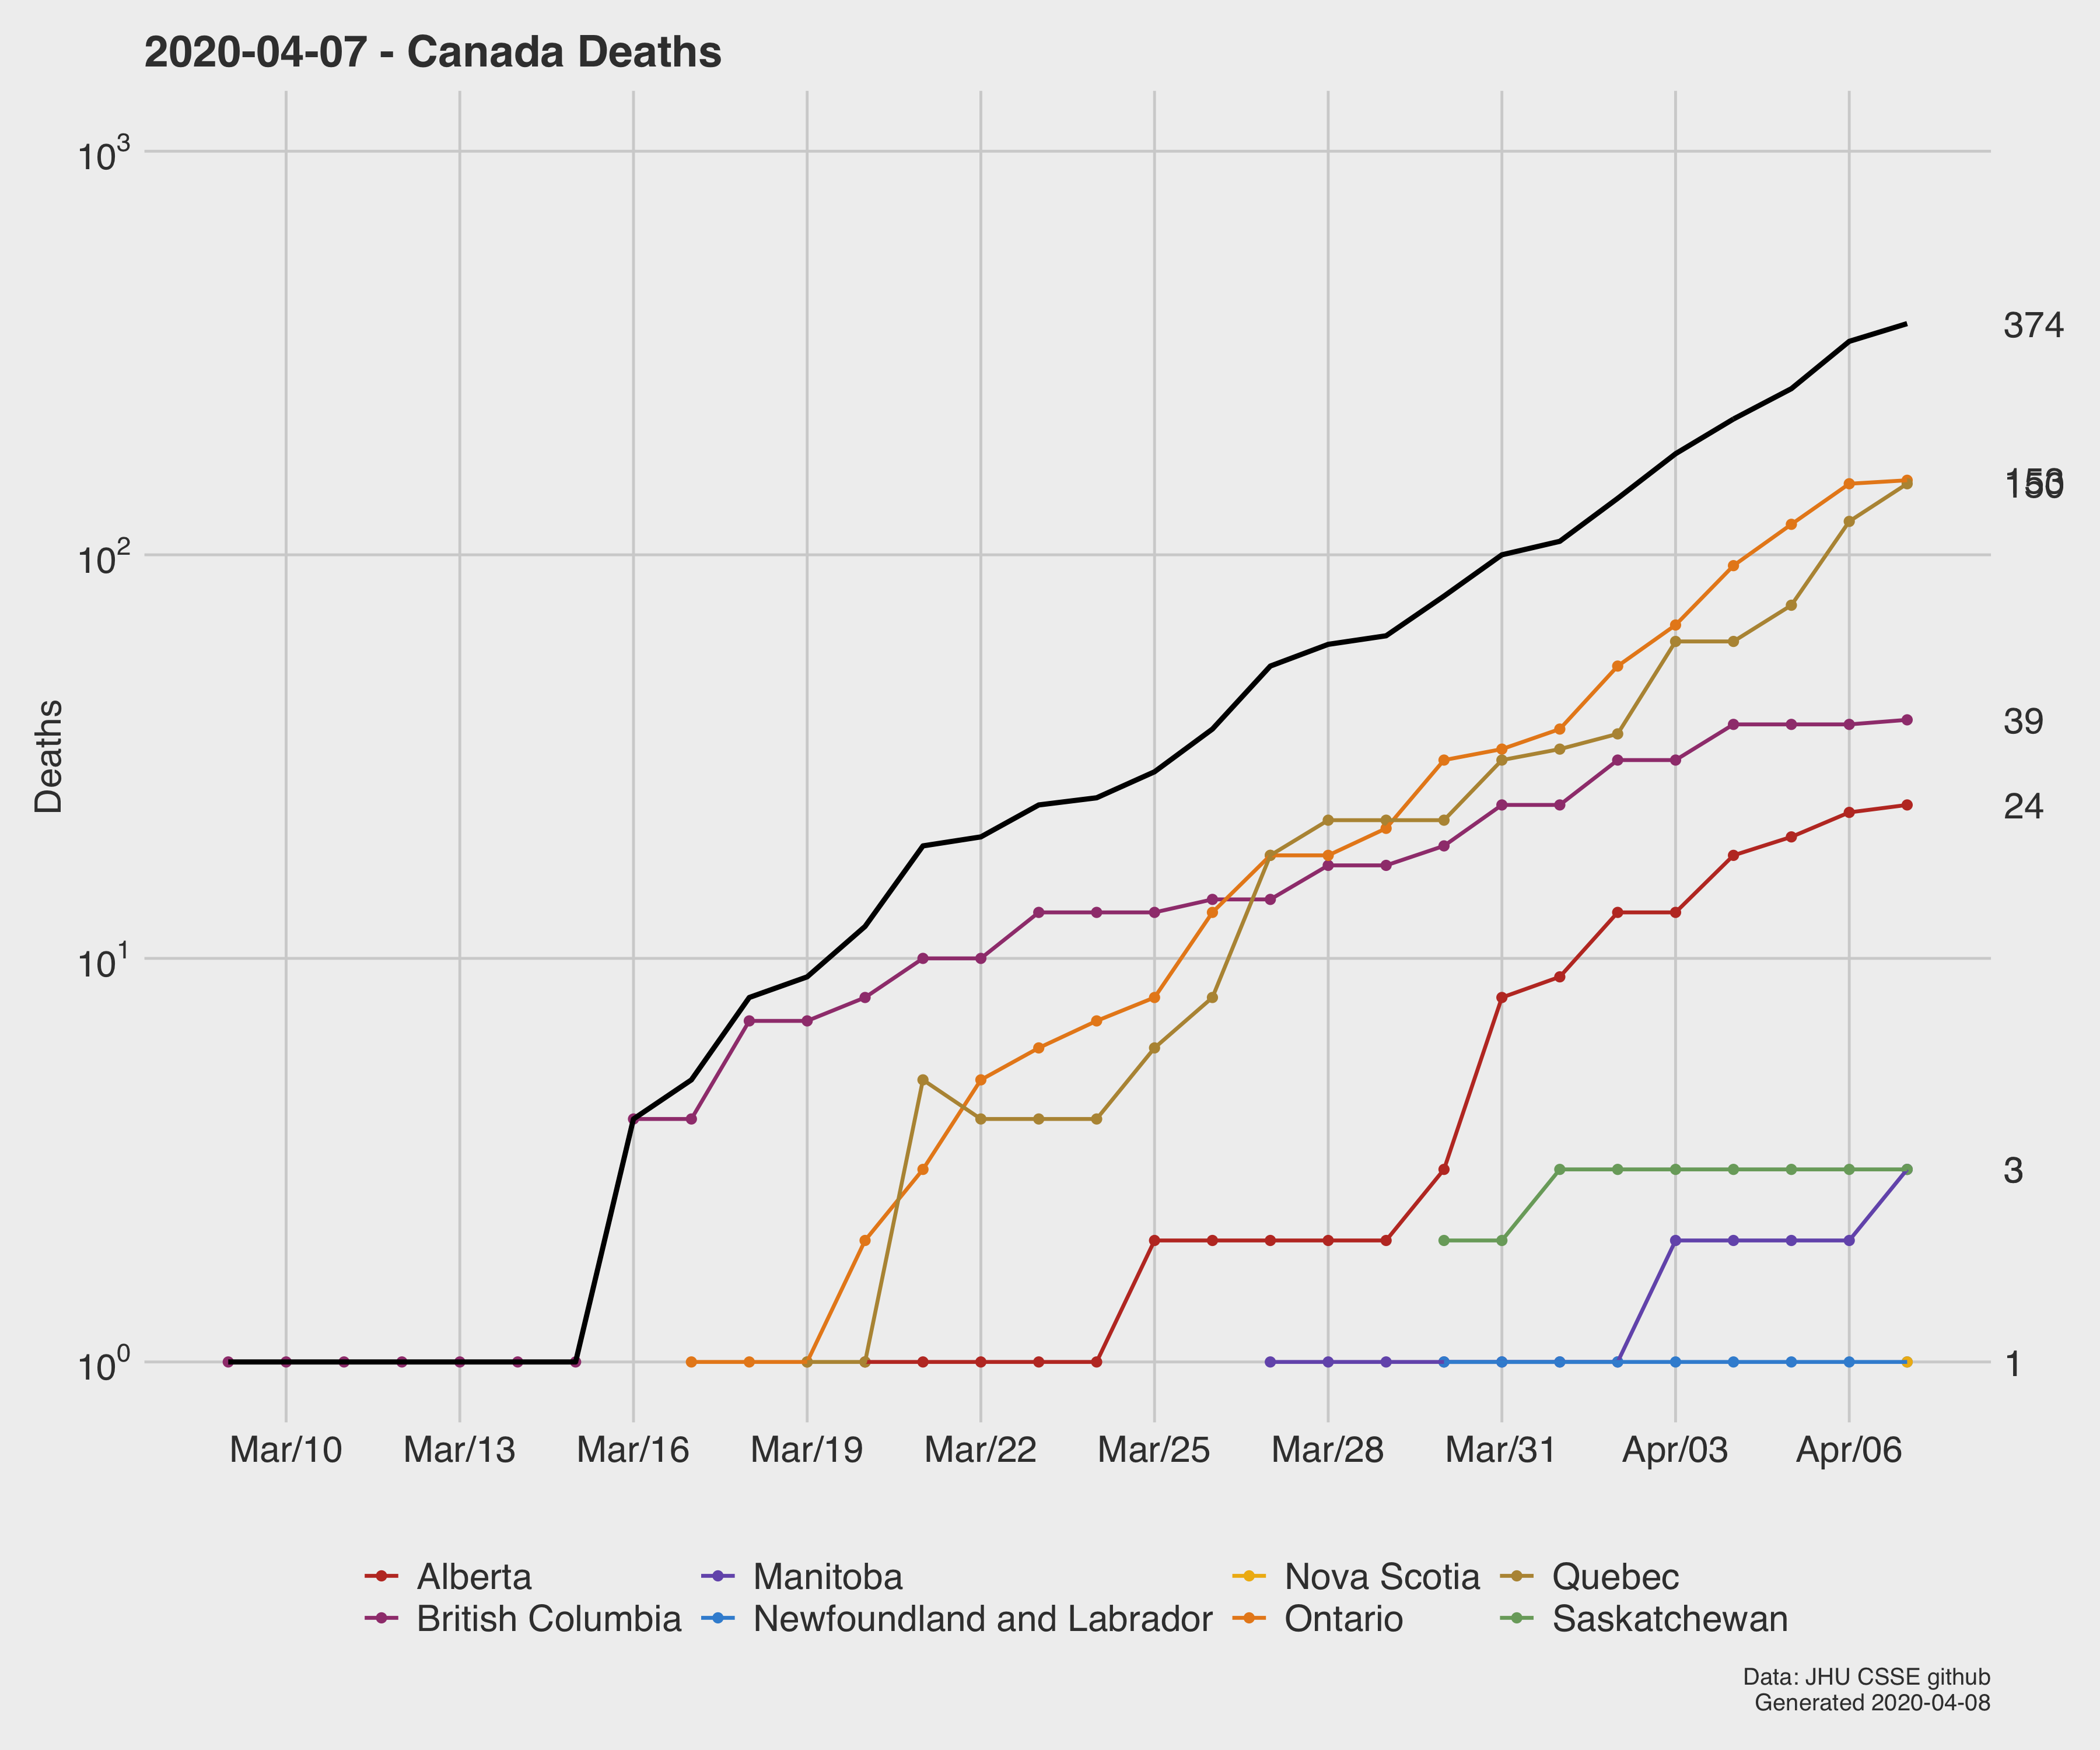 2020-04-07 - Canada Deaths
10³
10²
10¹
10⁰
Deaths
374
153
150
39
24
3
1
Mar/10 Mar/13 Mar/16 Mar/19 Mar/22 Mar/25 Mar/28 Mar/31 Apr/03 Apr/06
Alberta Manitoba Nova Scotia Quebec
British Columbia Newfoundland and Labrador Ontario Saskatchewan
Data: JHU CSSE github
Generated 2020-04-08